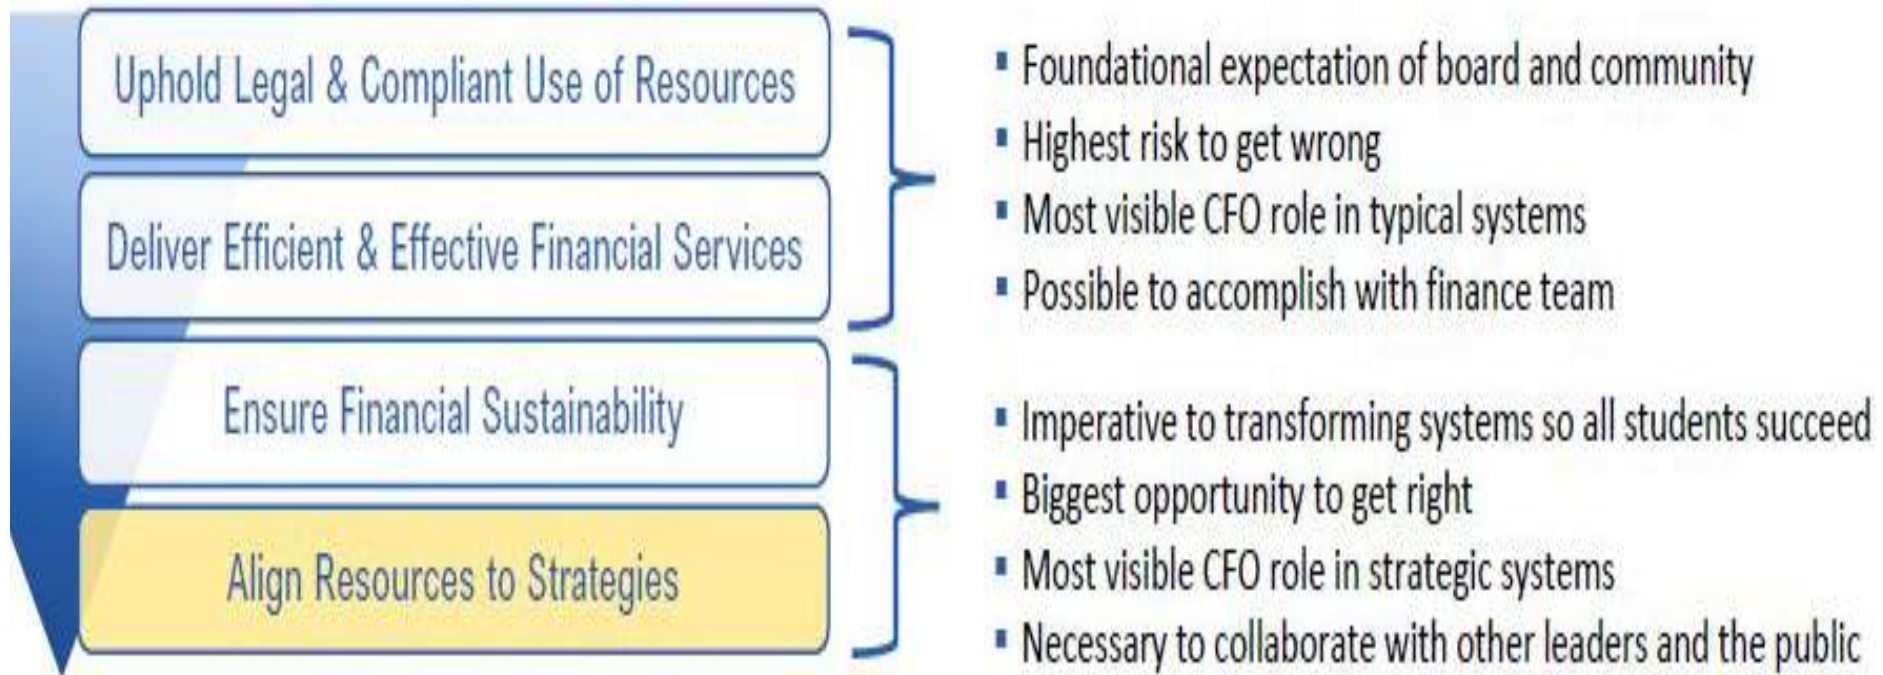 Uphold Legal & Compliant Use of Resources
Deliver Efficient & Effective Financial Services
▪ Foundational expectation of board and community
▪ Highest risk to get wrong
▪ Most visible CFO role in typical systems
▪ Possible to accomplish with finance team
Ensure Financial Sustainability
Align Resources to Strategies
▪ Imperative to transforming systems so all students succeed
▪ Biggest opportunity to get right
▪ Most visible CFO role in strategic systems
▪ Necessary to collaborate with other leaders and the public